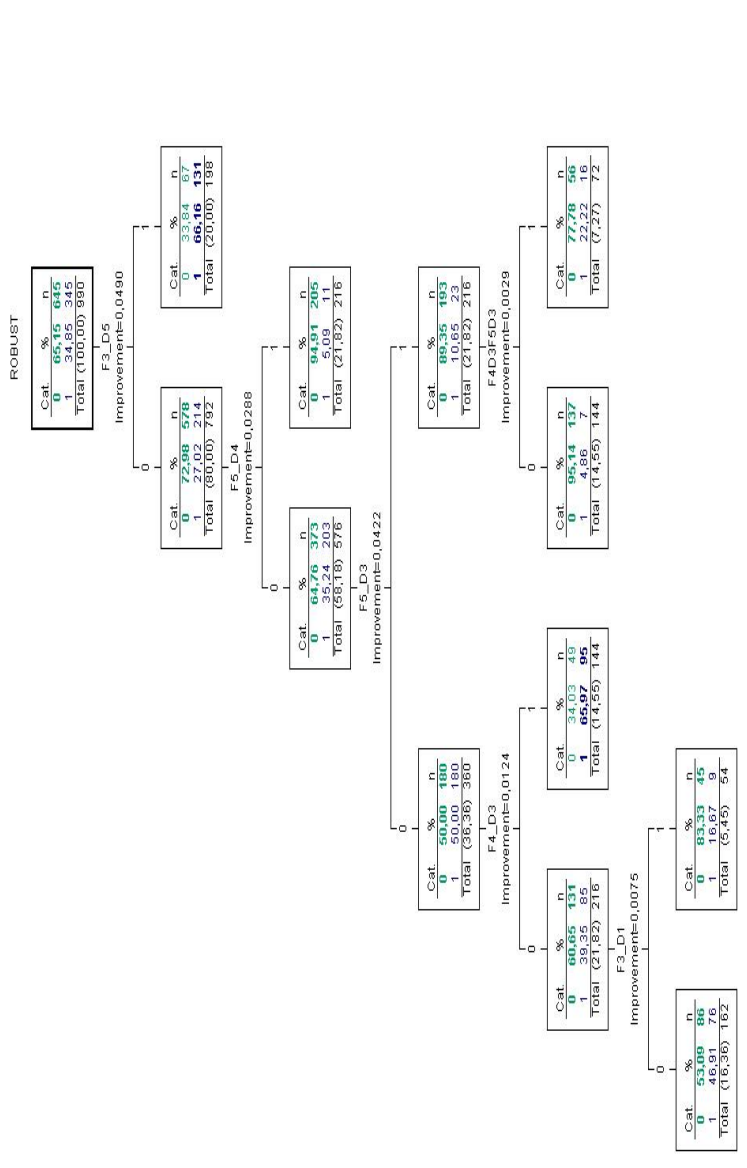 ROBUST
Cat. % n
0 65,15 645
1 34,85 345
Total (100,00) 990
F3_D5
Improvement=0,0490
0
1
Cat. % n
0 72,98 578
1 27,02 214
Total (80,00) 792
Cat. % n
0 33,84 67
1 66,16 131
Total (20,00) 198
F5_D4
Improvement=0,0288
0
1
Cat. % n
0 64,76 373
1 35,24 203
Total (58,18) 576
Cat. % n
0 94,91 205
1 5,09 11
Total (21,82) 216
F5_D3
Improvement=0,0422
0
1
Cat. % n
0 50,00 180
1 50,00 180
Total (36,36) 360
Cat. % n
0 89,35 193
1 10,65 23
Total (21,82) 216
F4_D3
Improvement=0,0124
F4D3F5D3
Improvement=0,0029
0
1
0
1
Cat. % n
0 60,65 131
1 39,35 85
Total (21,82) 216
Cat. % n
0 34,03 49
1 65,97 95
Total (14,55) 144
Cat. % n
0 95,14 137
1 4,86 7
Total (14,55) 144
Cat. % n
0 77,78 56
1 22,22 16
Total (7,27) 72
F3_D1
Improvement=0,0075
0
1
Cat. % n
0 53,09 86
1 46,91 76
Total (16,36) 162
Cat. % n
0 83,33 45
1 16,67 9
Total (5,45) 54